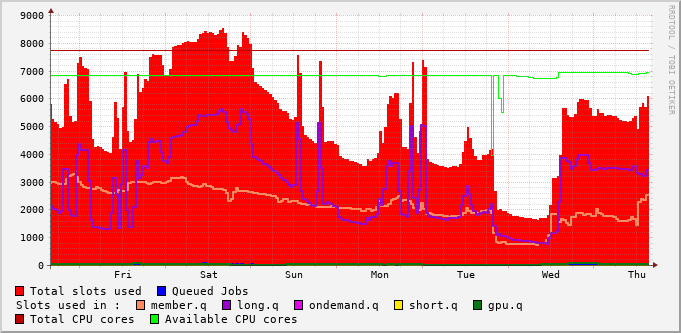 9000
8000
7000
6000
5000
4000
3000
2000
1000
0
Fri Sat Sun Mon Tue Wed Thu
RRDTOOL / TOBI OETIKER
Total slots used Queued Jobs
Slots used in : member.q long.q ondemand.q short.q gpu.q
Total CPU cores Available CPU cores